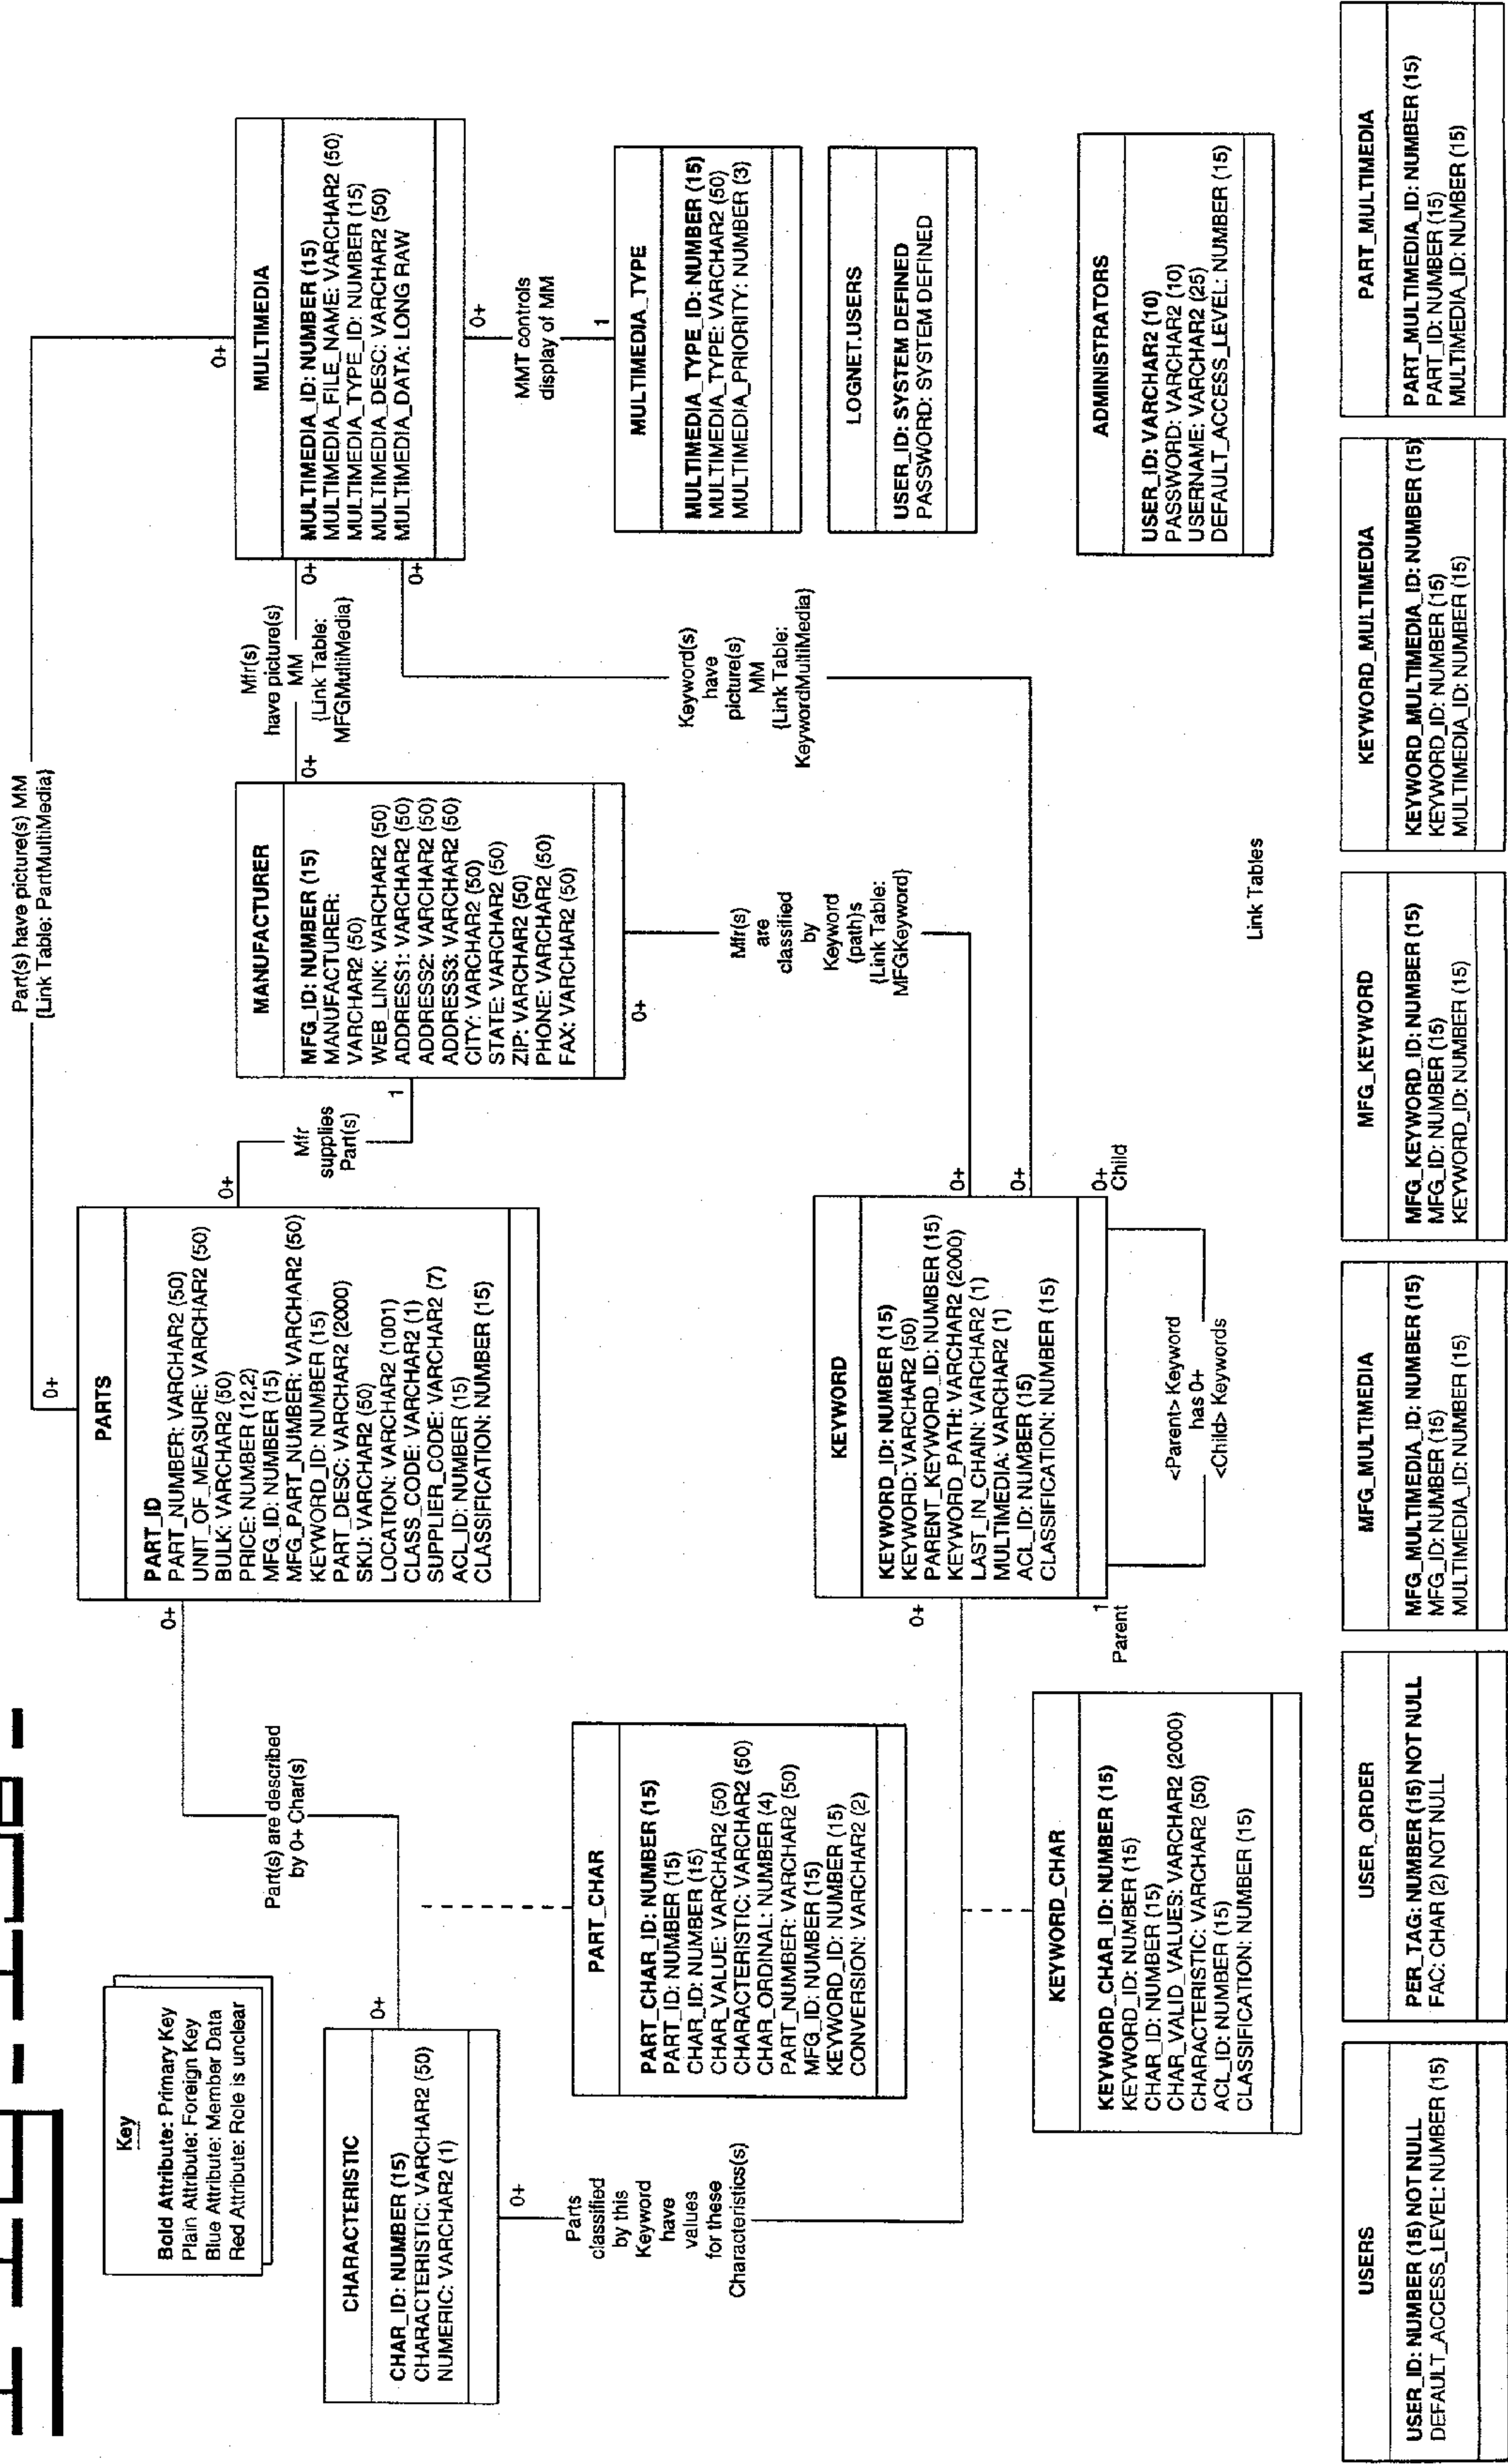 Part(s) have picture(s) MM
{Link Table: PartMultiMedia}
0+
0+
Key
Bold Attribute: Primary Key
Plain Attribute: Foreign Key
Blue Attribute: Member Data
Red Attribute: Role is unclear
Part(s) are described
by 0+ Char(s)
0+
0+
PARTS
PART_ID
PART_NUMBER: VARCHAR2 (50)
UNIT_OF_MEASURE: VARCHAR2 (50)
BULK: VARCHAR2 (50)
PRICE: NUMBER (12,2)
MFG_ID: NUMBER (15)
MFG_PART_NUMBER: VARCHAR2 (50)
KEYWORD_ID: NUMBER (15)
PART_DESC: VARCHAR2 (2000)
SKU: VARCHAR2 (50)
LOCATION: VARCHAR2 (1001)
CLASS_CODE: VARCHAR2 (1)
SUPPLIER_CODE: VARCHAR2 (7)
ACL_ID: NUMBER (15)
CLASSIFICATION: NUMBER (15)
0+
Mfr
supplies
Part(s)
1
MANUFACTURER
MFG_ID: NUMBER (15)
MANUFACTURER:
VARCHAR2 (50)
WEB_LINK: VARCHAR2 (50)
ADDRESS1: VARCHAR2 (50)
ADDRESS2: VARCHAR2 (50)
ADDRESS3: VARCHAR2 (50)
CITY: VARCHAR2 (50)
STATE: VARCHAR2 (50)
ZIP: VARCHAR2 (50)
PHONE: VARCHAR2 (50)
FAX: VARCHAR2 (50)
0+
Mfr(s)
have picture(s)
MM
{Link Table:
MFGMultiMedia}
0+
MULTIMEDIA
MULTIMEDIA_ID: NUMBER (15)
MULTIMEDIA_FILE_NAME: VARCHAR2 (50)
MULTIMEDIA_TYPE_ID: NUMBER (15)
MULTIMEDIA_DESC: VARCHAR2 (50)
MULTIMEDIA_DATA: LONG RAW
0+
0+
MMT controls
display of MM
1
CHARACTERISTIC
CHAR_ID: NUMBER (15)
CHARACTERISTIC: VARCHAR2 (50)
NUMERIC: VARCHAR2 (1)
0+
Parts
classified
by this
Keyword
have
values
for these
Characteristics(s)
PART_CHAR
PART_CHAR_ID: NUMBER (15)
PART_ID: NUMBER (15)
CHAR_ID: NUMBER (15)
CHAR_VALUE: VARCHAR2 (50)
CHARACTERISTIC: VARCHAR2 (50)
CHAR_ORDINAL: NUMBER (4)
PART_NUMBER: VARCHAR2 (50)
MFG_ID: NUMBER (15)
KEYWORD_ID: NUMBER (15)
CONVERSION: VARCHAR2 (2)
0+
Mfr(s)
are
classified
by
Keyword
(path)s
{Link Table:
MFGKeyword}
Keyword(s)
have
picture(s)
MM
{Link Table:
KeywordMultiMedia}
MULTIMEDIA_TYPE
MULTIMEDIA_TYPE_ID: NUMBER (15)
MULTIMEDIA_TYPE: VARCHAR2 (50)
MULTIMEDIA_PRIORITY: NUMBER (3)
LOGNET.USERS
USER_ID: SYSTEM DEFINED
PASSWORD: SYSTEM DEFINED
KEYWORD
KEYWORD_ID: NUMBER (15)
KEYWORD: VARCHAR2 (50)
PARENT_KEYWORD_ID: NUMBER (15)
KEYWORD_PATH: VARCHAR2 (2000)
LAST_IN_CHAIN: VARCHAR2 (1)
MULTIMEDIA: VARCHAR2 (1)
ACL_ID: NUMBER (15)
CLASSIFICATION: NUMBER (15)
0+
0+
0+
0+
Child
1
Parent
<Parent> Keyword
has 0+
<Child> Keywords
KEYWORD_CHAR
KEYWORD_CHAR_ID: NUMBER (15)
KEYWORD_ID: NUMBER (15)
CHAR_ID: NUMBER (15)
CHAR_VALID_VALUES: VARCHAR2 (2000)
CHARACTERISTIC: VARCHAR2 (50)
ACL_ID: NUMBER (15)
CLASSIFICATION: NUMBER (15)
ADMINISTRATORS
USER_ID: VARCHAR2 (10)
PASSWORD: VARCHAR2 (10)
USERNAME: VARCHAR2 (25)
DEFAULT_ACCESS_LEVEL: NUMBER (15)
Link Tables
USERS
USER_ID: NUMBER (15) NOT NULL
DEFAULT_ACCESS_LEVEL: NUMBER (15)
USER_ORDER
PER_TAG: NUMBER (15) NOT NULL
FAC: CHAR (2) NOT NULL
MFG_MULTIMEDIA
MFG_MULTIMEDIA_ID: NUMBER (15)
MFG_ID: NUMBER (15)
MULTIMEDIA_ID: NUMBER (15)
MFG_KEYWORD
MFG_KEYWORD_ID: NUMBER (15)
MFG_ID: NUMBER (15)
KEYWORD_ID: NUMBER (15)
KEYWORD_MULTIMEDIA
KEYWORD_MULTIMEDIA_ID: NUMBER (15)
KEYWORD_ID: NUMBER (15)
MULTIMEDIA_ID: NUMBER (15)
PART_MULTIMEDIA
PART_MULTIMEDIA_ID: NUMBER (15)
PART_ID: NUMBER (15)
MULTIMEDIA_ID: NUMBER (15)